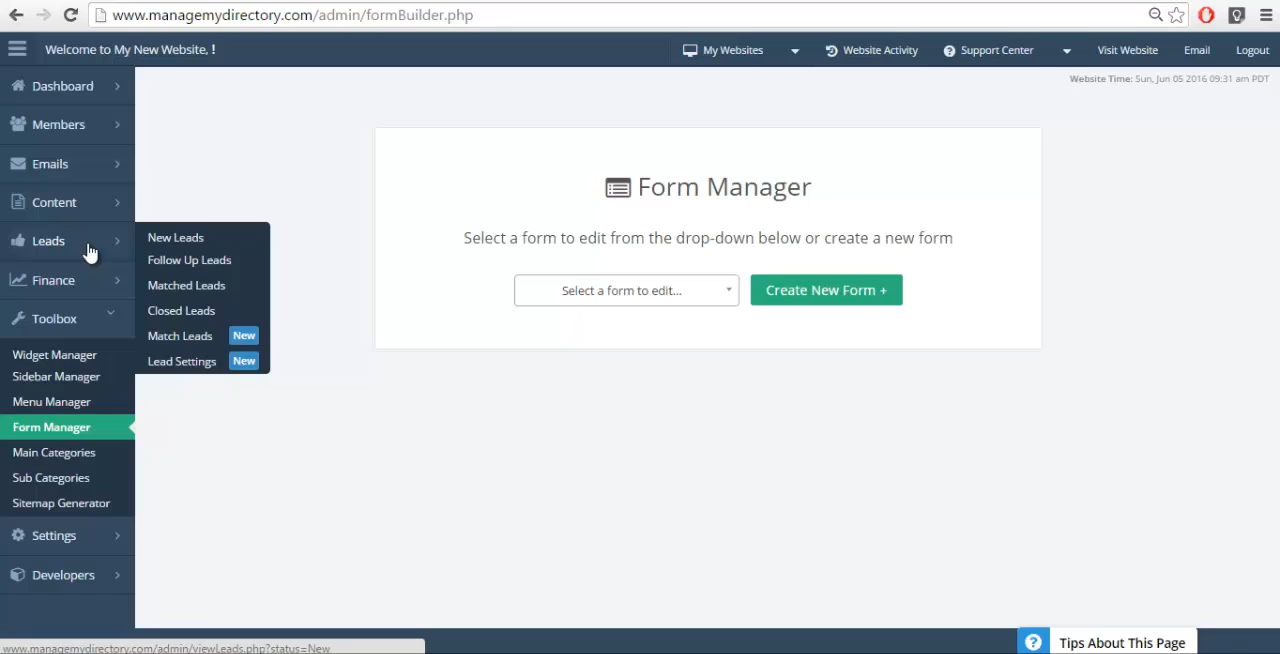 www.managemydirectory.com/admin/formBuilder.php
Welcome to My New Website, !
My Websites
Website Activity
Support Center
Visit Website
Email
Logout
Website Time: Sun, Jun 05 2016 09:31 am PDT
Dashboard
Members
Emails
Content
Leads
Finance
Toolbox
Widget Manager
Sidebar Manager
Menu Manager
Form Manager
Main Categories
Sub Categories
Sitemap Generator
Settings
Developers
New Leads
Follow Up Leads
Matched Leads
Closed Leads
Match Leads New
Lead Settings New
Form Manager
Select a form to edit from the drop-down below or create a new form
Select a form to edit...
Create New Form +
www.managemydirectory.com/admin/viewLeads.php?status=New
? Tips About This Page